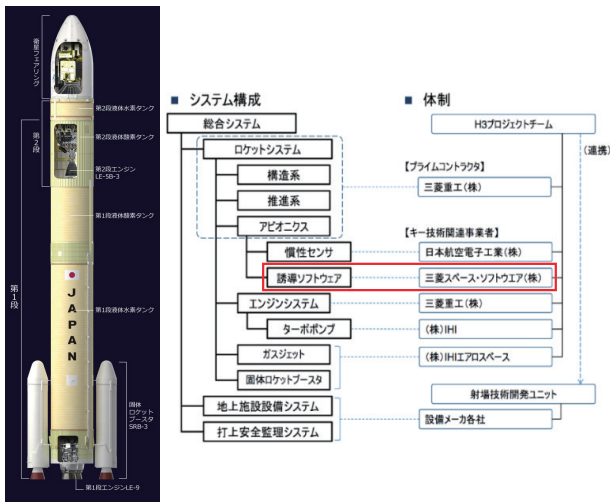 衛星フェアリング
第2段液体水素タンク
第2段
第2段液体酸素タンク
第2段エンジン
LE-5B-3
第1段液体酸素タンク
第1段
JAPAN
第1段液体水素タンク
固体
ロケット
ブースタ
SRB-3
第1段エンジンLE-9
■ システム構成
総合システム
ロケットシステム
構造系
推進系
アビオニクス
慣性センサ
誘導ソフトウェア
エンジンシステム
ターボポンプ
ガスジェット
固体ロケットブースタ
地上施設設備システム
打上安全監理システム
■ 体制
H3プロジェクトチーム
(連携)
【プライムコントラクタ】
三菱重工(株)
【キー技術関連事業者】
日本航空電子工業(株)
三菱スペース・ソフトウエア(株)
三菱重工(株)
(株)IHI
(株)IHIエアロスペース
射場技術開発ユニット
設備メーカ各社